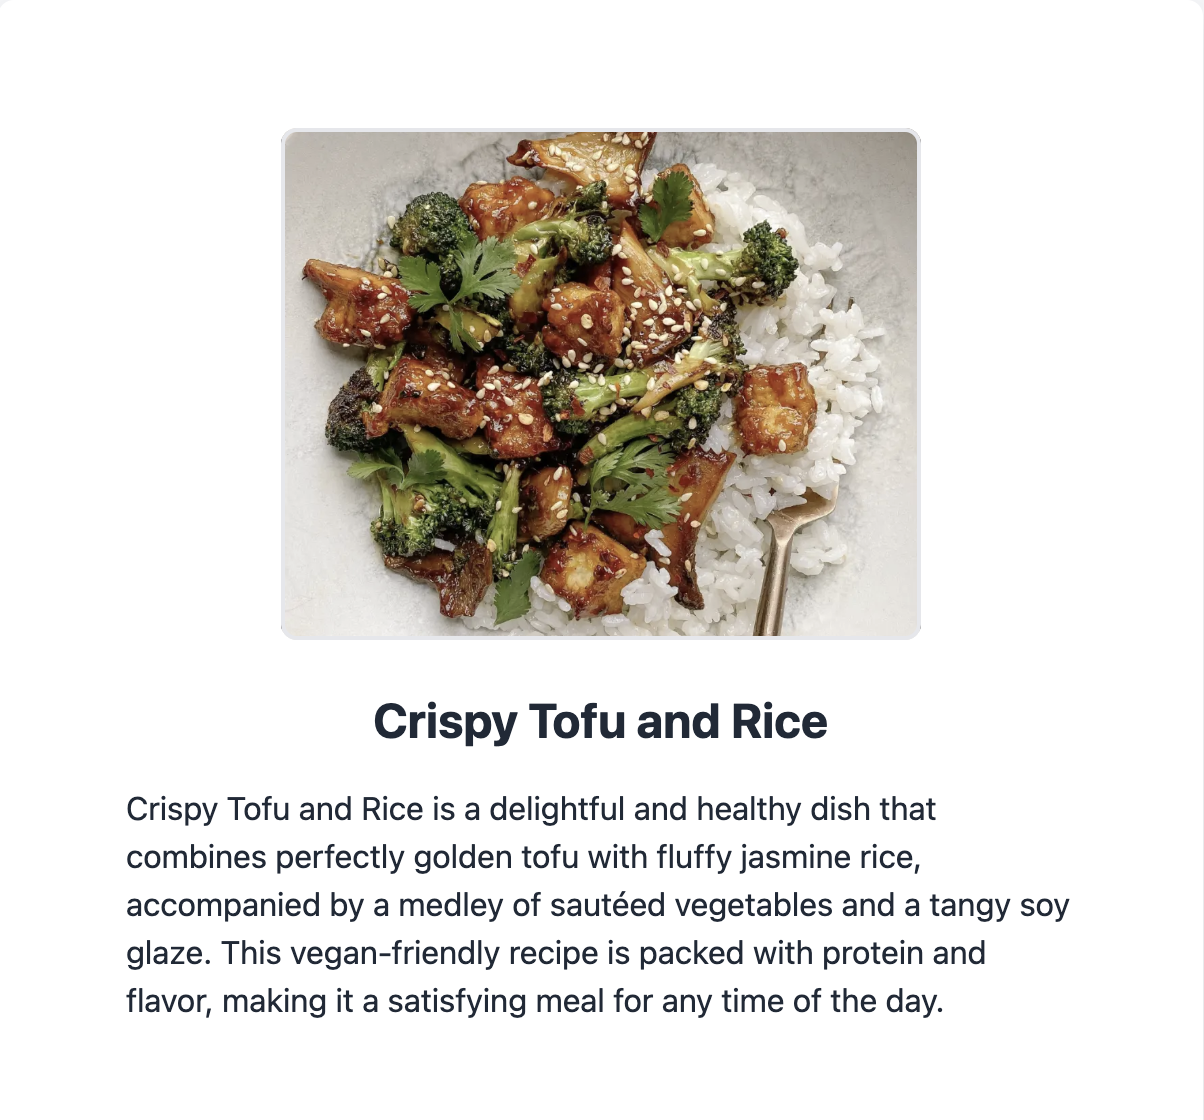 Crispy Tofu and Rice
Crispy Tofu and Rice is a delightful and healthy dish that
combines perfectly golden tofu with fluffy jasmine rice,
accompanied by a medley of sautéed vegetables and a tangy soy
glaze. This vegan-friendly recipe is packed with protein and
flavor, making it a satisfying meal for any time of the day.